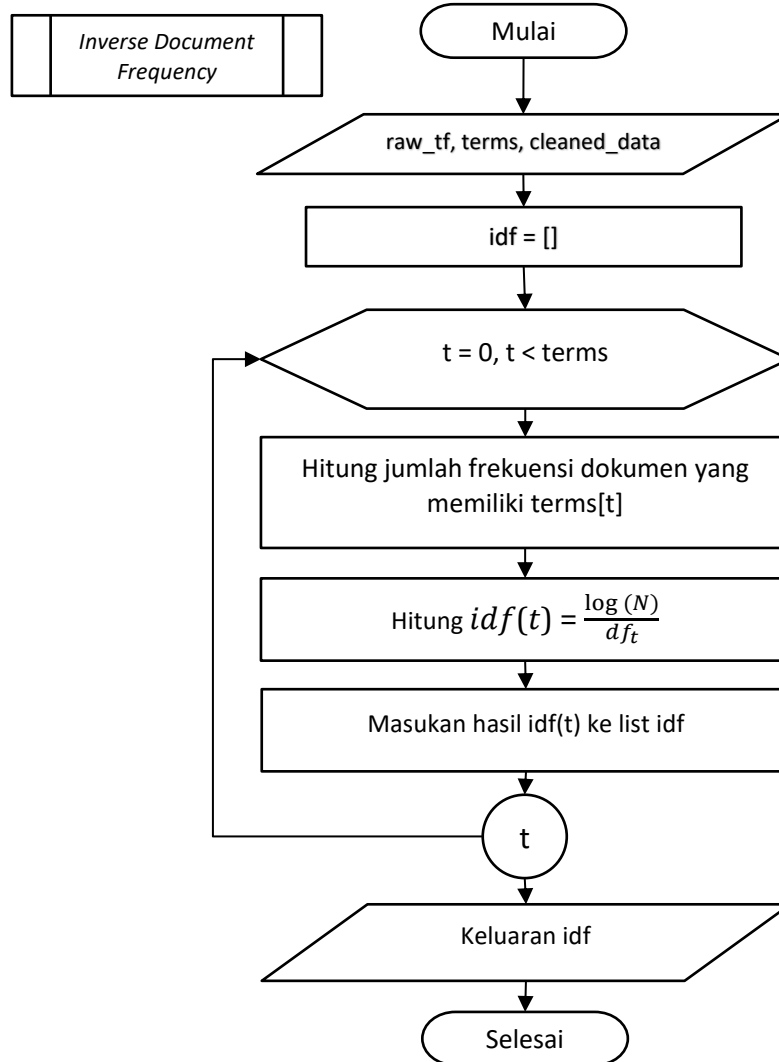 Inverse Document
Frequency
Mulai
raw_tf, terms, cleaned_data
idf = []
t = 0, t < terms
Hitung jumlah frekuensi dokumen yang
memiliki terms[t]
Hitung idf(t) = log (N) / df_t
Masukan hasil idf(t) ke list idf
t
Keluaran idf
Selesai